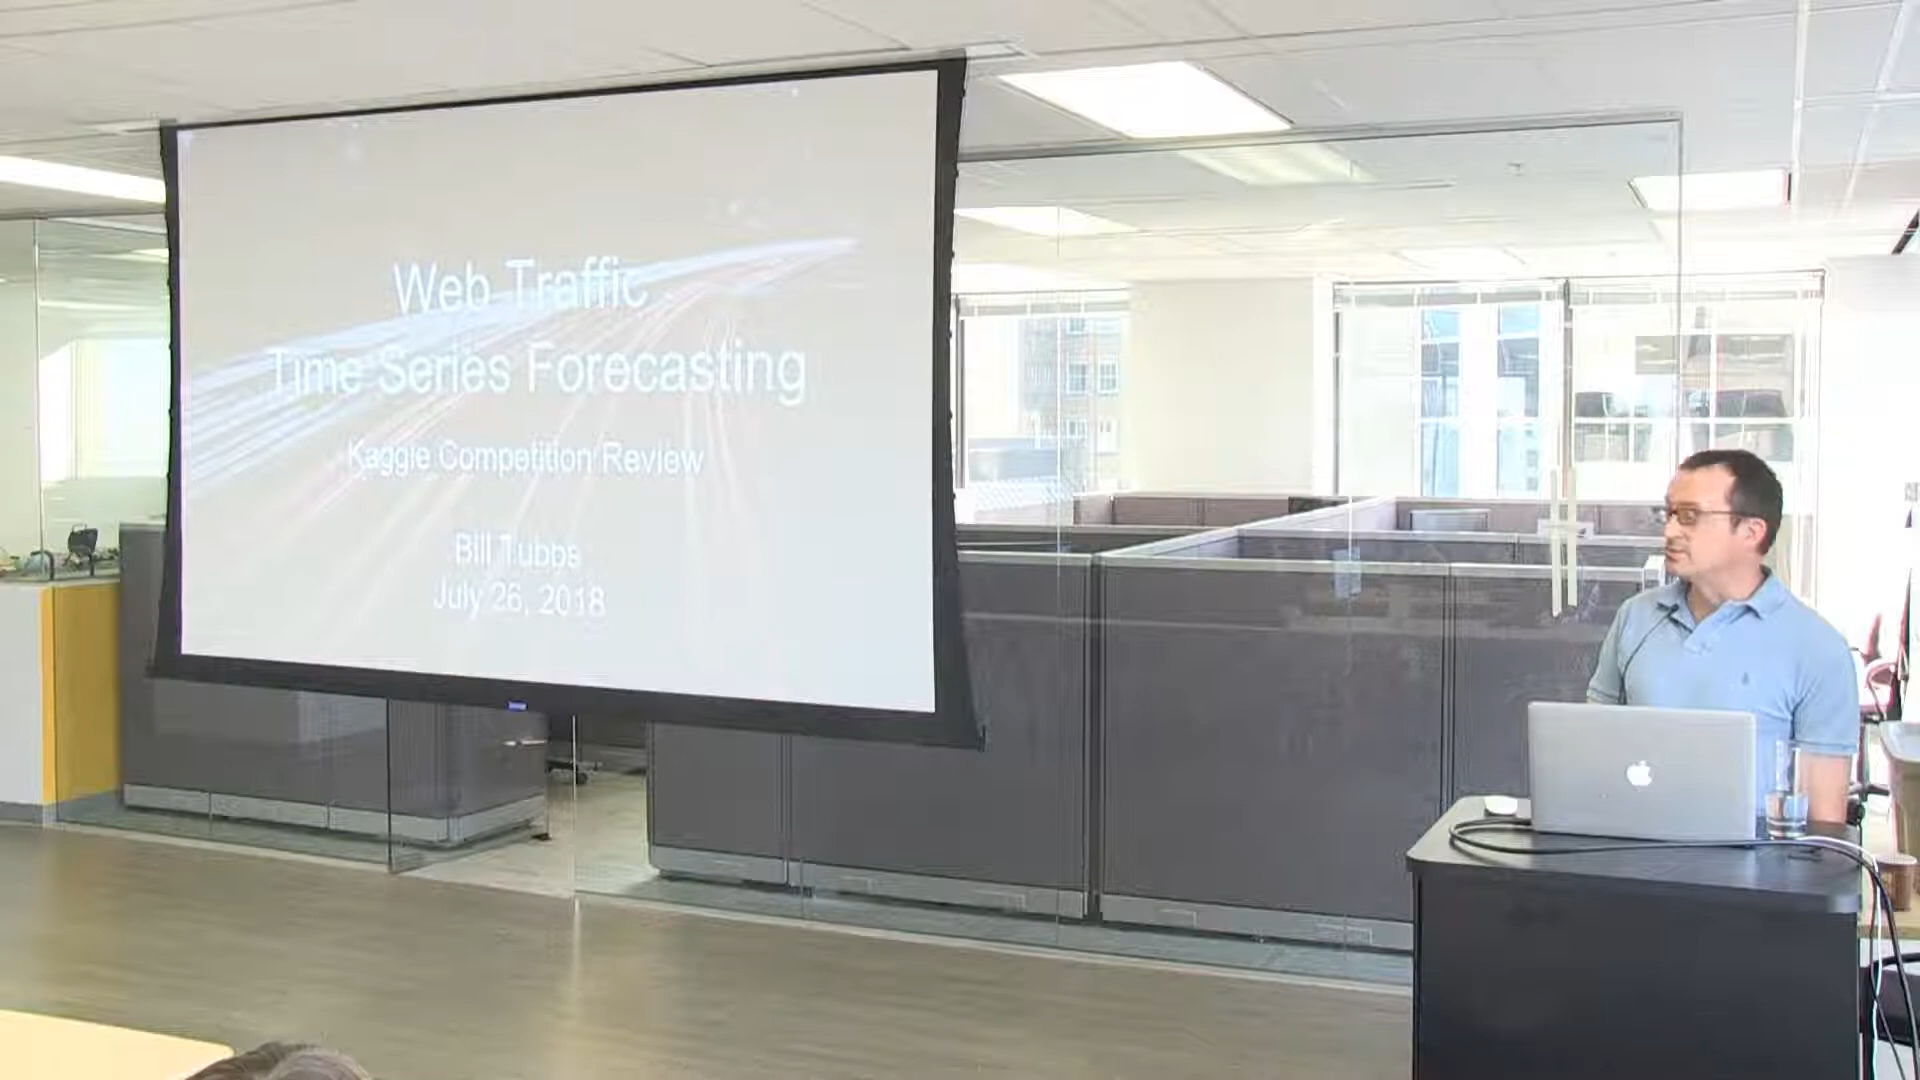 Web Traffic
Time Series Forecasting
Kaggle Competition Review
Bill Tubbs
July 26, 2018